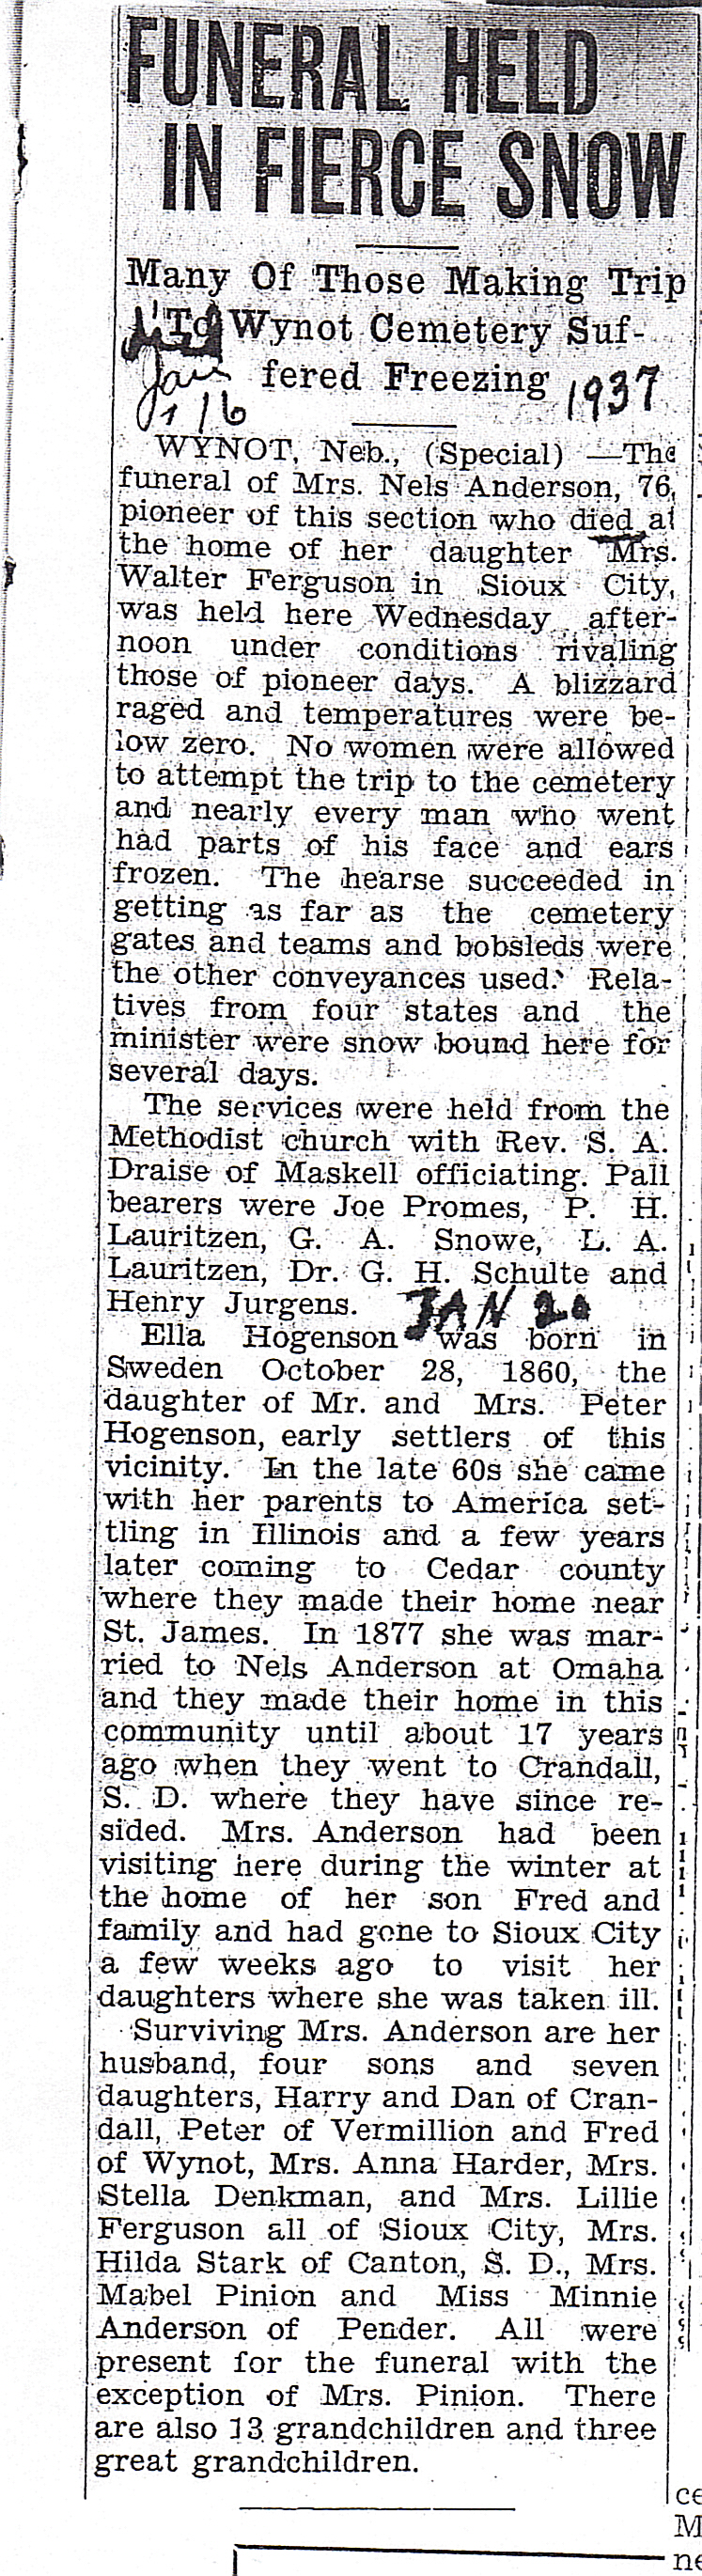 FUNERAL HELD
IN FIERCE SNOW
Many Of Those Making Trip
To Wynot Cemetery Suf-
fered Freezing 1937
Jan
16
WYNOT, Neb., (Special) —The
funeral of Mrs. Nels Anderson, 76,
pioneer of this section who died at
the home of her daughter Mrs.
Walter Ferguson in Sioux City,
was held here Wednesday after-
noon under conditions rivaling
those of pioneer days. A blizzard
raged and temperatures were be-
low zero. No women were allowed
to attempt the trip to the cemetery
and nearly every man who went
had parts of his face and ears
frozen. The hearse succeeded in
getting as far as the cemetery
gates and teams and bobsleds were
the other conveyances used. Rela-
tives from four states and the
minister were snow bound here for
several days.
The services were held from the
Methodist church with Rev. S. A.
Draise of Maskell officiating. Pall
bearers were Joe Promes, P. H.
Lauritzen, G. A. Snowe, L. A.
Lauritzen, Dr. G. H. Schulte and
Henry Jurgens.
JAN 20
Ella Hogenson was born in
Sweden October 28, 1860, the
daughter of Mr. and Mrs. Peter
Hogenson, early settlers of this
vicinity. In the late 60s she came
with her parents to America set-
tling in Illinois and a few years
later coming to Cedar county
where they made their home near
St. James. In 1877 she was mar-
ried to Nels Anderson at Omaha
and they made their home in this
community until about 17 years
ago when they went to Crandall,
S. D. where they have since re-
sided. Mrs. Anderson had been
visiting here during the winter at
the home of her son Fred and
family and had gone to Sioux City
a few weeks ago to visit her
daughters where she was taken ill.
Surviving Mrs. Anderson are her
husband, four sons and seven
daughters, Harry and Dan of Cran-
dall, Peter of Vermillion and Fred
of Wynot, Mrs. Anna Harder, Mrs.
Stella Denkman, and Mrs. Lillie
Ferguson all of Sioux City, Mrs.
Hilda Stark of Canton, S. D., Mrs.
Mabel Pinion and Miss Minnie
Anderson of Pender. All were
present for the funeral with the
exception of Mrs. Pinion. There
are also 13 grandchildren and three
great grandchildren.
ce
M
ne